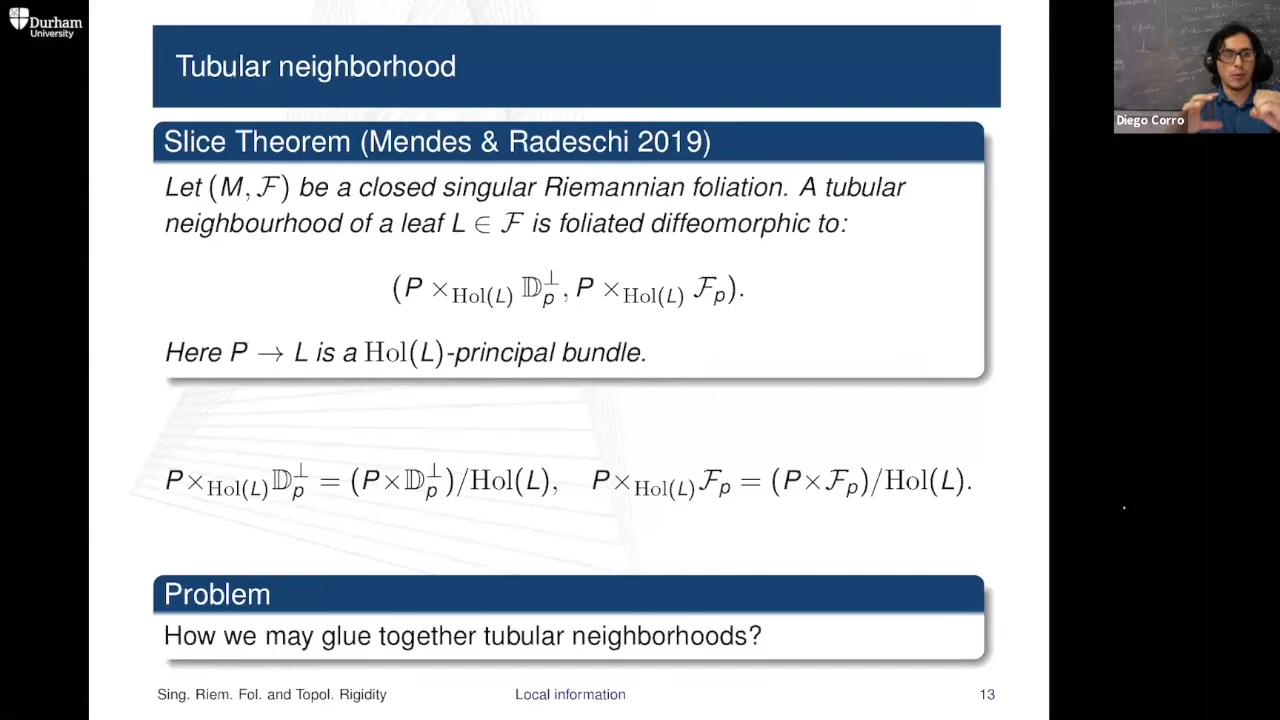 Durham
University
Tubular neighborhood
Slice Theorem (Mendes & Radeschi 2019)
Let (M, ℱ) be a closed singular Riemannian foliation. A tubular
neighbourhood of a leaf L ∈ ℱ is foliated diffeomorphic to:
(P ×_{Hol(L)} 𝔻_p^⊥, P ×_{Hol(L)} ℱ_p).
Here P → L is a Hol(L)-principal bundle.
P×_{Hol(L)} 𝔻_p^⊥ = (P×𝔻_p^⊥)/Hol(L), P×_{Hol(L)} ℱ_p = (P×ℱ_p)/Hol(L).
Problem
How we may glue together tubular neighborhoods?
Sing. Riem. Fol. and Topol. Rigidity Local information 13
Diego Corro